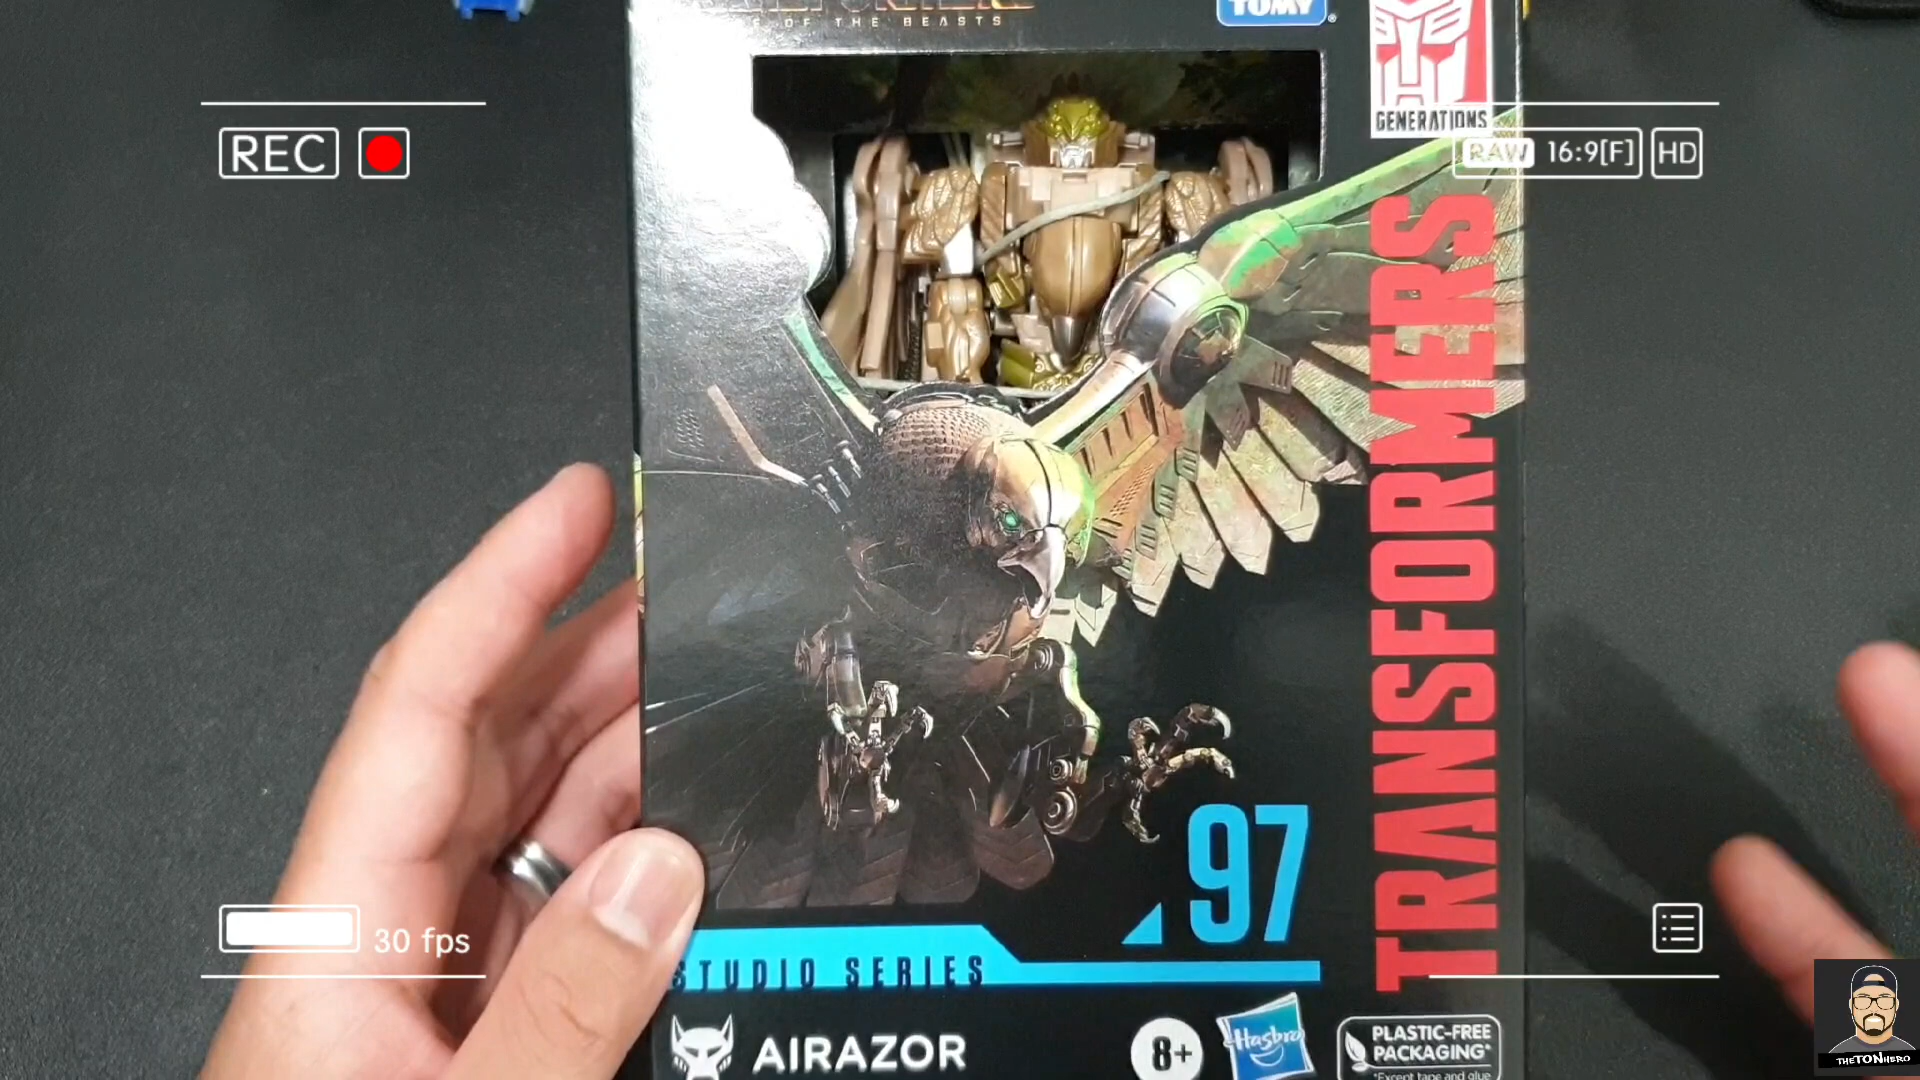 OF THE BEASTS
TOMY
GENERATIONS
REC
RAW 16:9[F] HD
TRANSFORMERS
97
STUDIO SERIES
30 fps
AIRAZOR
8+
Hasbro
PLASTIC-FREE
PACKAGING*
*Except tape and glue
THETONHERO